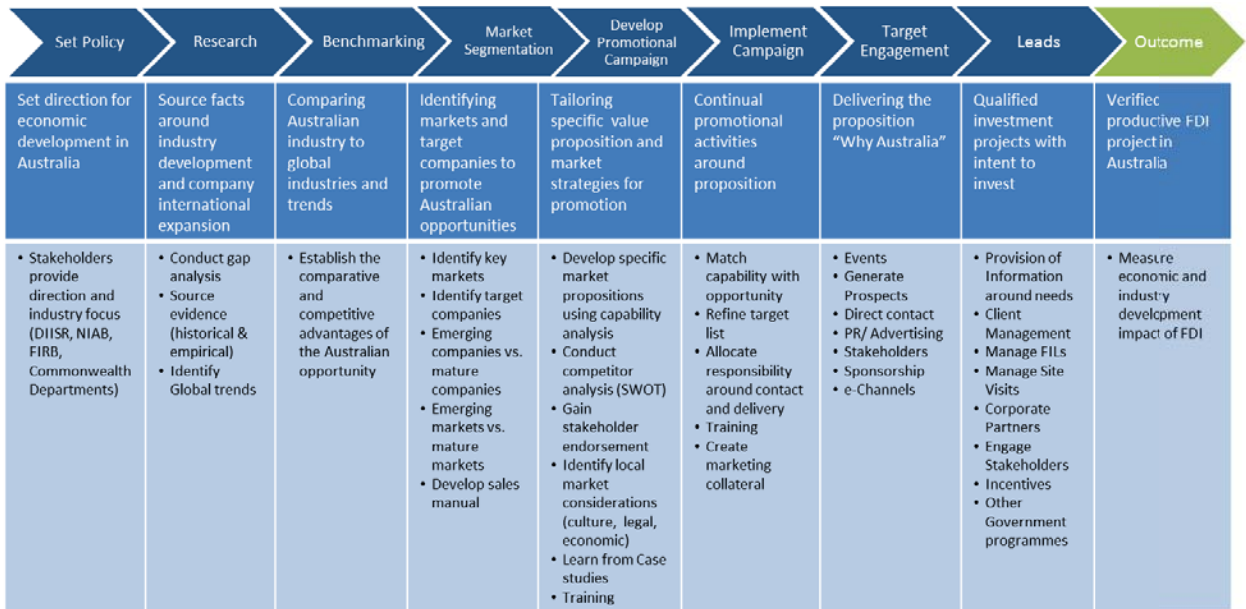 Set Policy
Research
Benchmarking
Market
Segmentation
Develop
Promotional
Campaign
Implement
Campaign
Target
Engagement
Leads
Outcome
Set direction for
economic
development in
Australia
Source facts
around
industry
development
and company
international
expansion
Comparing
Australian
industry to
global
industries and
trends
Identifying
markets and
target
companies to
promote
Australian
opportunities
Tailoring
specific value
proposition and
market
strategies for
promotion
Continual
promotional
activities
around
proposition
Delivering the
proposition
"Why Australia"
Qualified
investment
projects with
intent to
invest
Verified
productive FDI
project in
Australia
• Stakeholders
provide
direction and
industry focus
(DIISR, NIAB,
FIRB,
Commonwealth
Departments)
• Conduct gap
analysis
• Source
evidence
(historical &
empirical)
• Identify
Global trends
• Establish the
comparative
and
competitive
advantages of
the Australian
opportunity
• Identify key
markets
• Identify target
companies
• Emerging
companies vs.
mature
companies
• Emerging
markets vs.
mature
markets
• Develop sales
manual
• Develop specific
market
propositions
using capability
analysis
• Conduct
competitor
analysis (SWOT)
• Gain
stakeholder
endorsement
• Identify local
market
considerations
(culture, legal,
economic)
• Learn from Case
studies
• Training
• Match
capability with
opportunity
• Refine target
list
• Allocate
responsibility
around contact
and delivery
• Training
• Create
marketing
collateral
• Events
• Generate
Prospects
• Direct contact
• PR/ Advertising
• Stakeholders
• Sponsorship
• e-Channels
• Provision of
Information
around needs
• Client
Management
• Manage FILs
• Manage Site
Visits
• Corporate
Partners
• Engage
Stakeholders
• Incentives
• Other
Government
programmes
• Measure
economic and
industry
development
impact of FDI